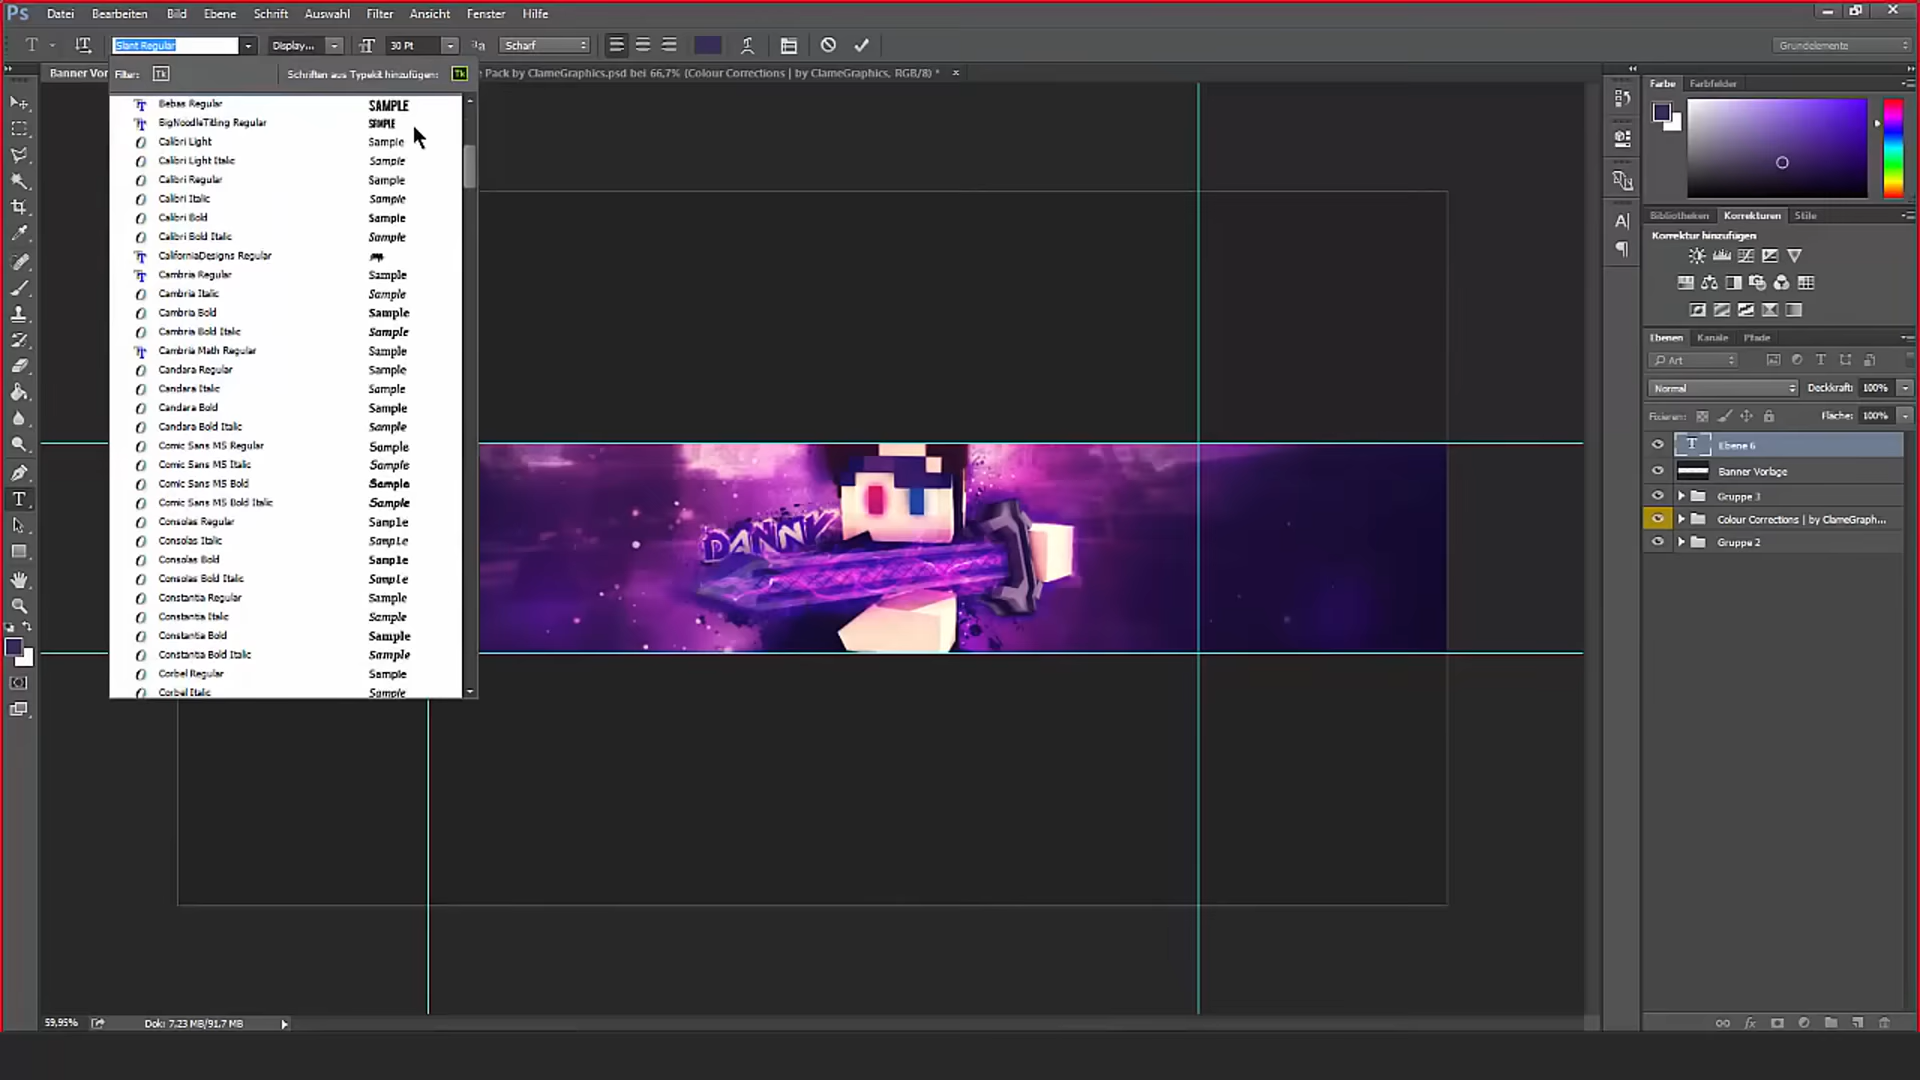 Ps Datei Bearbeiten Bild Ebene Schrift Auswahl Filter Ansicht Fenster Hilfe
Slant Regular Display... 30 Pt Scharf Grundelemente
Filter: Tk Schriften aus Typekit hinzufügen: Tk
Banner Vor
Pack by ClameGraphics.psd bei 66,7% (Colour Corrections | by ClameGraphics, RGB/8) *
Bebas Regular SAMPLE
BigNoodleTitling Regular SAMPLE
Calibri Light Sample
Calibri Light Italic Sample
Calibri Regular Sample
Calibri Italic Sample
Calibri Bold Sample
Calibri Bold Italic Sample
CaliforniaDesigns Regular
Cambria Regular Sample
Cambria Italic Sample
Cambria Bold Sample
Cambria Bold Italic Sample
Cambria Math Regular Sample
Candara Regular Sample
Candara Italic Sample
Candara Bold Sample
Candara Bold Italic Sample
Comic Sans MS Regular Sample
Comic Sans MS Italic Sample
Comic Sans MS Bold Sample
Comic Sans MS Bold Italic Sample
Consolas Regular Sample
Consolas Italic Sample
Consolas Bold Sample
Consolas Bold Italic Sample
Constantia Regular Sample
Constantia Italic Sample
Constantia Bold Sample
Constantia Bold Italic Sample
Corbel Regular Sample
Corbel Italic Sample
DANNY
59,95% Dok: 7,23 MB/91,7 MB
Farbe Farbfelder
Bibliotheken Korrekturen Stile
Korrektur hinzufügen
Ebenen Kanäle Pfade
Art
Normal Deckkraft: 100%
Fixieren: Fläche: 100%
T Ebene 6
Banner Vorlage
Gruppe 3
Colour Corrections | by ClameGraph...
Gruppe 2